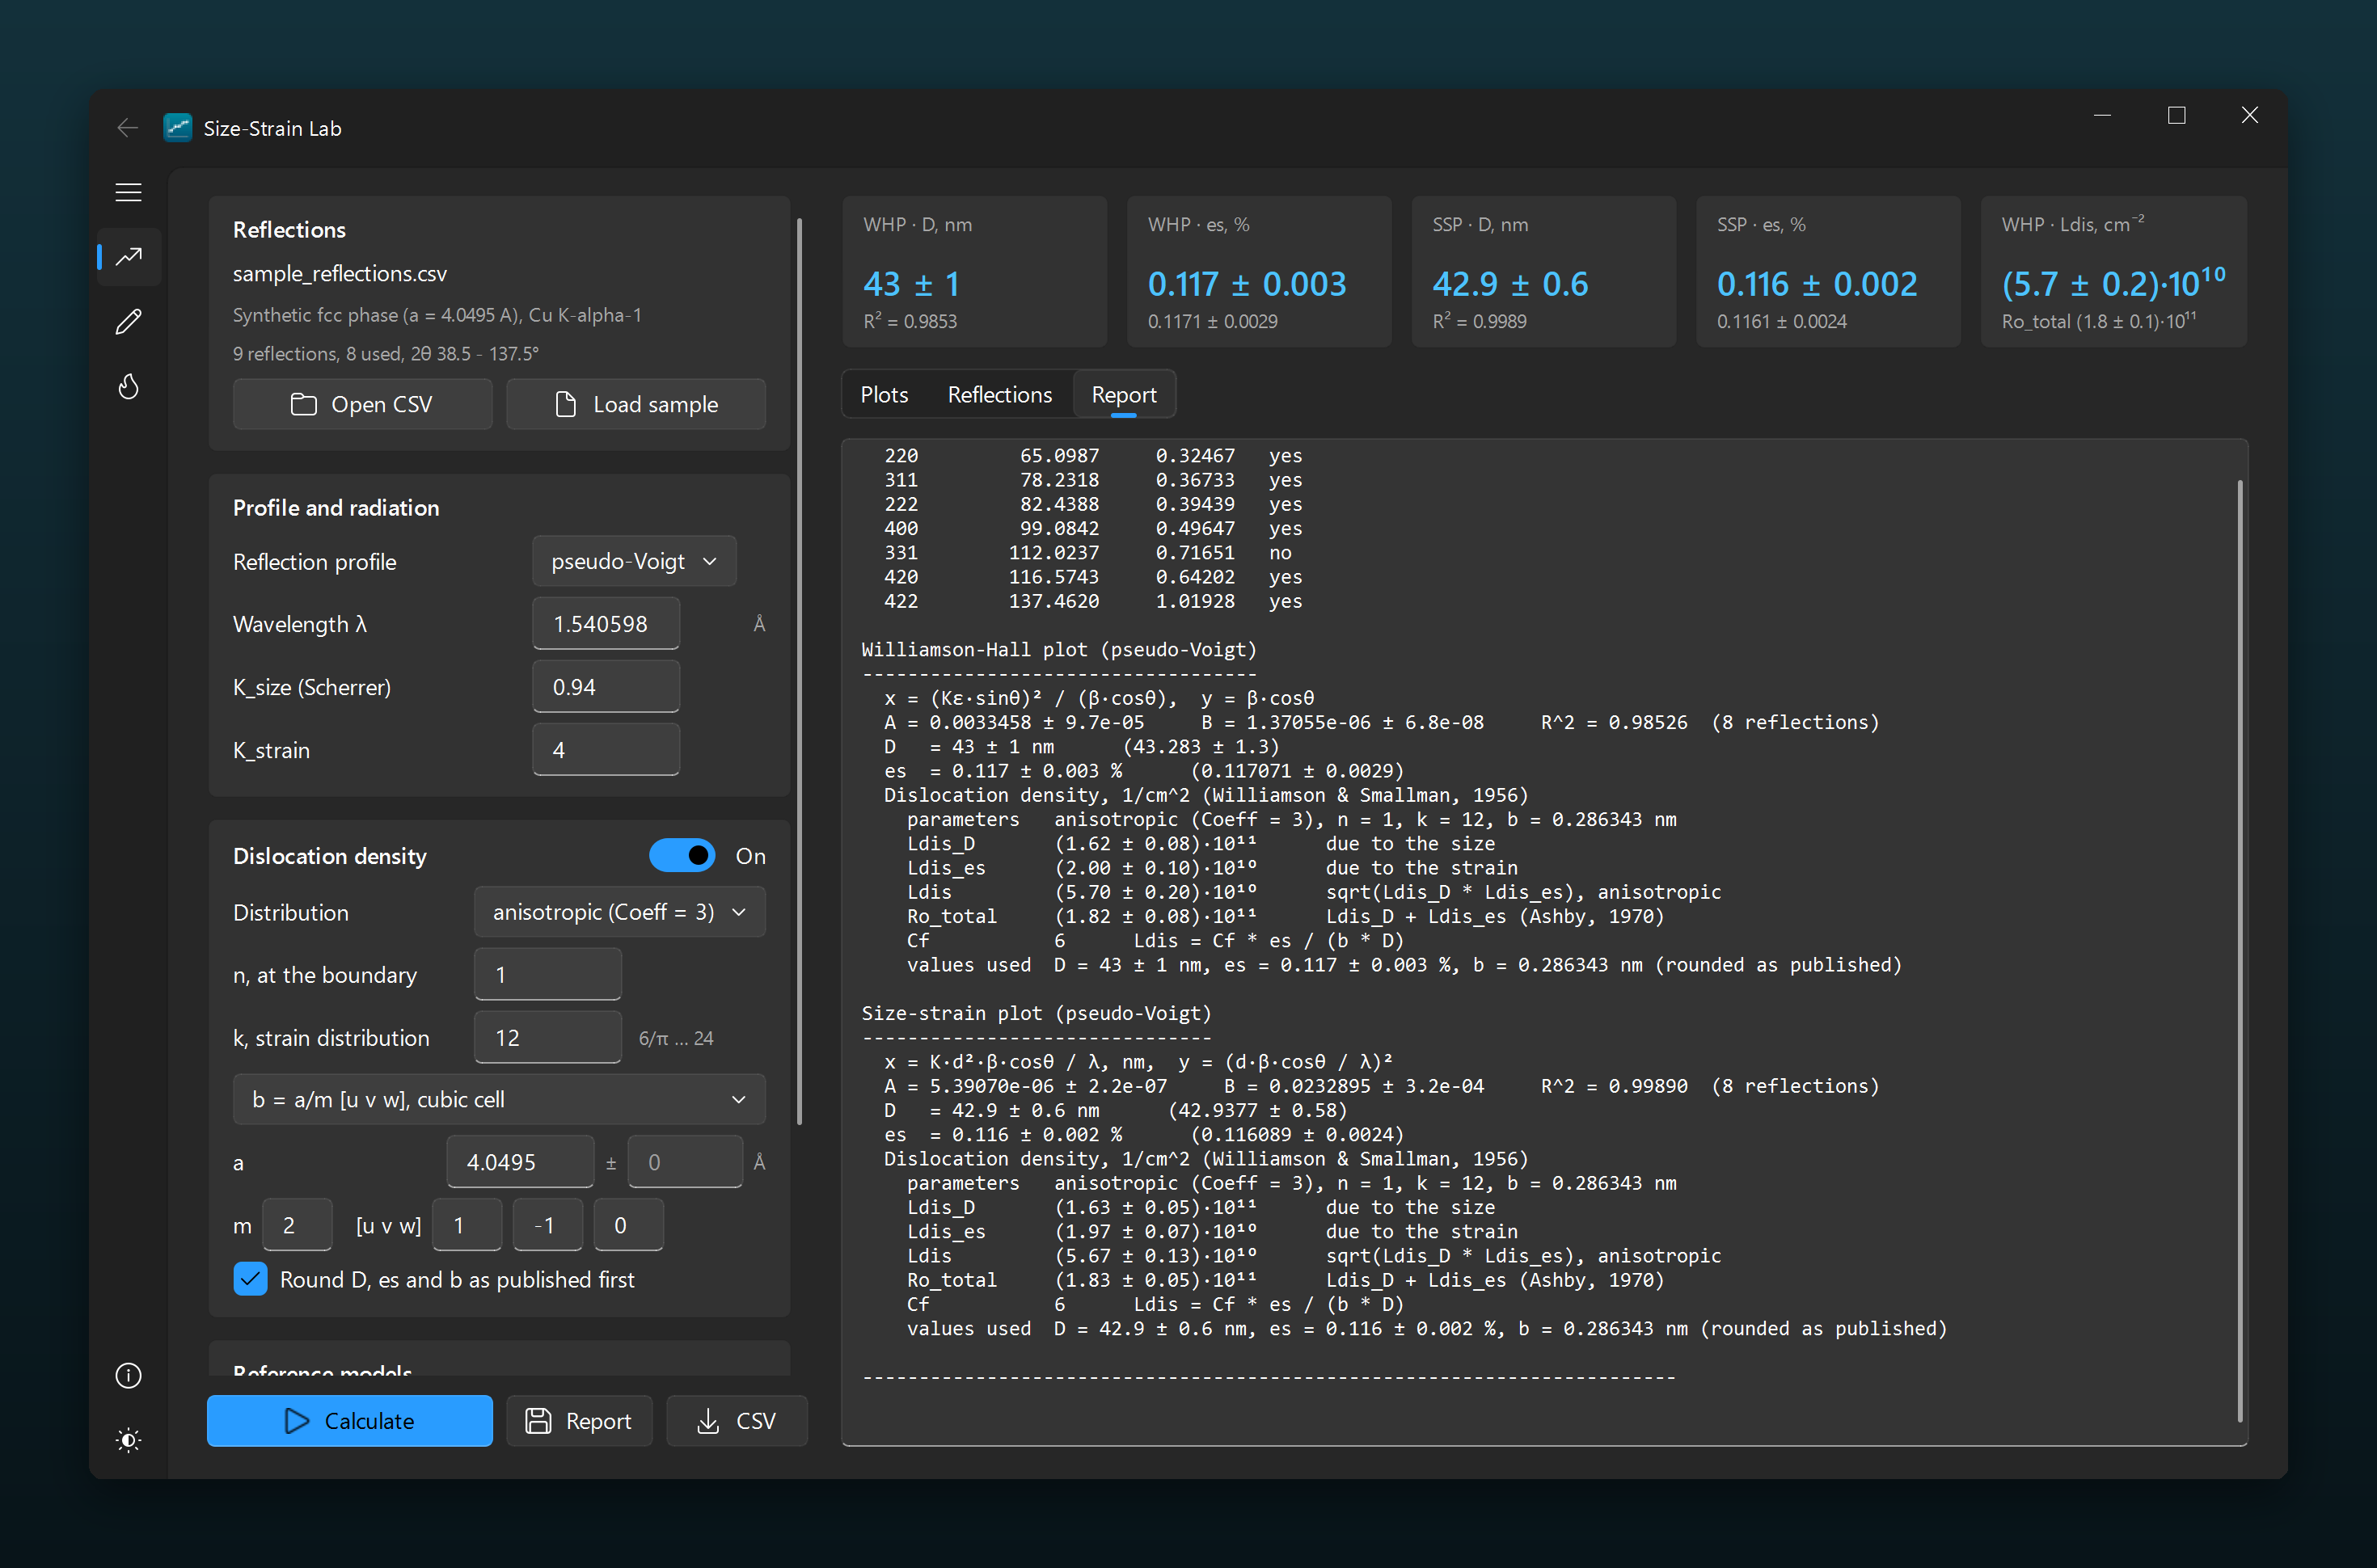 Size-Strain Lab
Reflections
sample_reflections.csv
Synthetic fcc phase (a = 4.0495 A), Cu K-alpha-1
9 reflections, 8 used, 2θ 38.5 - 137.5°
Open CSV
Load sample
Profile and radiation
Reflection profile
pseudo-Voigt
Wavelength λ
1.540598
Å
K_size (Scherrer)
0.94
K_strain
4
Dislocation density
On
Distribution
anisotropic (Coeff = 3)
n, at the boundary
1
k, strain distribution
12
6/π ... 24
b = a/m [u v w], cubic cell
a
4.0495
±
0
Å
m
2
[u v w]
1
-1
0
Round D, es and b as published first
Reference models
Calculate
Report
CSV
WHP · D, nm
43 ± 1
R² = 0.9853
WHP · es, %
0.117 ± 0.003
0.1171 ± 0.0029
SSP · D, nm
42.9 ± 0.6
R² = 0.9989
SSP · es, %
0.116 ± 0.002
0.1161 ± 0.0024
WHP · Ldis, cm⁻²
(5.7 ± 0.2)·10¹⁰
Ro_total (1.8 ± 0.1)·10¹¹
Plots
Reflections
Report
220 65.0987 0.32467 yes
311 78.2318 0.36733 yes
222 82.4388 0.39439 yes
400 99.0842 0.49647 yes
331 112.0237 0.71651 no
420 116.5743 0.64202 yes
422 137.4620 1.01928 yes
Williamson-Hall plot (pseudo-Voigt)
-----------------------------------
x = (Kε·sinθ)² / (β·cosθ),  y = β·cosθ
A = 0.0033458 ± 9.7e-05     B = 1.37055e-06 ± 6.8e-08     R^2 = 0.98526  (8 reflections)
D   = 43 ± 1 nm      (43.283 ± 1.3)
es  = 0.117 ± 0.003 %      (0.117071 ± 0.0029)
Dislocation density, 1/cm^2 (Williamson & Smallman, 1956)
parameters   anisotropic (Coeff = 3), n = 1, k = 12, b = 0.286343 nm
Ldis_D       (1.62 ± 0.08)·10¹¹      due to the size
Ldis_es      (2.00 ± 0.10)·10¹⁰      due to the strain
Ldis         (5.70 ± 0.20)·10¹⁰      sqrt(Ldis_D * Ldis_es), anisotropic
Ro_total     (1.82 ± 0.08)·10¹¹      Ldis_D + Ldis_es (Ashby, 1970)
Cf           6      Ldis = Cf * es / (b * D)
values used  D = 43 ± 1 nm, es = 0.117 ± 0.003 %, b = 0.286343 nm (rounded as published)
Size-strain plot (pseudo-Voigt)
-------------------------------
x = K·d²·β·cosθ / λ, nm,  y = (d·β·cosθ / λ)²
A = 5.39070e-06 ± 2.2e-07     B = 0.0232895 ± 3.2e-04     R^2 = 0.99890  (8 reflections)
D   = 42.9 ± 0.6 nm      (42.9377 ± 0.58)
es  = 0.116 ± 0.002 %      (0.116089 ± 0.0024)
Dislocation density, 1/cm^2 (Williamson & Smallman, 1956)
parameters   anisotropic (Coeff = 3), n = 1, k = 12, b = 0.286343 nm
Ldis_D       (1.63 ± 0.05)·10¹¹      due to the size
Ldis_es      (1.97 ± 0.07)·10¹⁰      due to the strain
Ldis         (5.67 ± 0.13)·10¹⁰      sqrt(Ldis_D * Ldis_es), anisotropic
Ro_total     (1.83 ± 0.05)·10¹¹      Ldis_D + Ldis_es (Ashby, 1970)
Cf           6      Ldis = Cf * es / (b * D)
values used  D = 42.9 ± 0.6 nm, es = 0.116 ± 0.002 %, b = 0.286343 nm (rounded as published)
------------------------------------------------------------------------